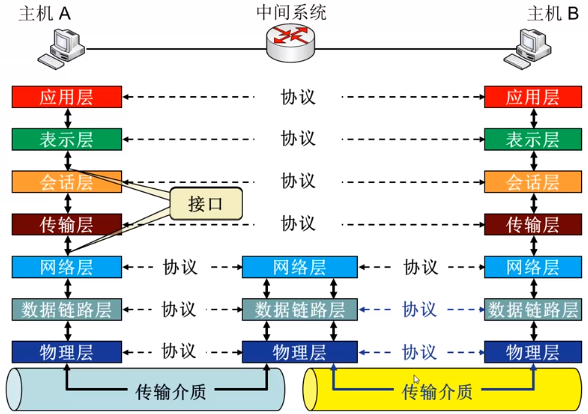 主机 A
中间系统
主机 B
应用层
协议
应用层
表示层
协议
表示层
会话层
协议
会话层
接口
传输层
协议
传输层
网络层
协议
网络层
协议
网络层
数据链路层
协议
数据链路层
协议
数据链路层
物理层
协议
物理层
协议
物理层
传输介质
传输介质